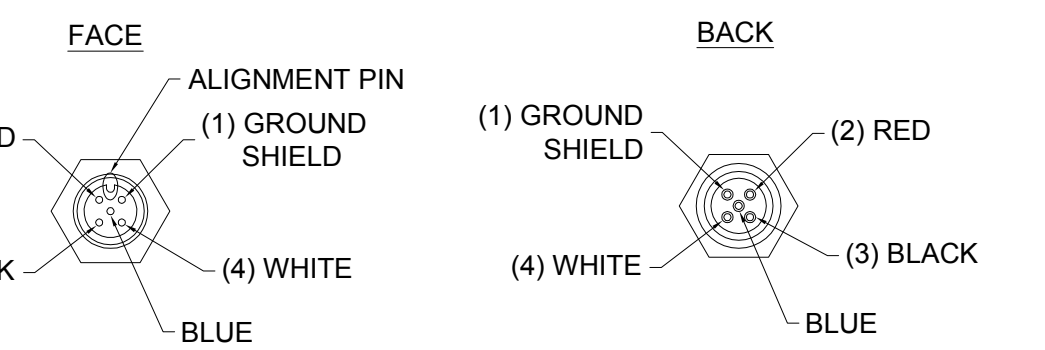 FACE
BACK
ALIGNMENT PIN
(1) GROUND
SHIELD
D
K
(4) WHITE
BLUE
(1) GROUND
SHIELD
(2) RED
(4) WHITE
(3) BLACK
BLUE